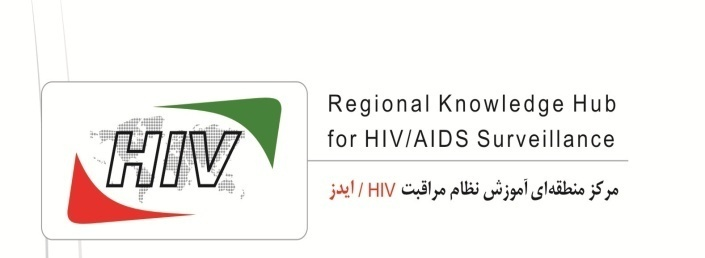 HIV
Regional Knowledge Hub
for HIV/AIDS Surveillance
مرکز منطقه‌ای آموزش نظام مراقبت HIV / ایدز